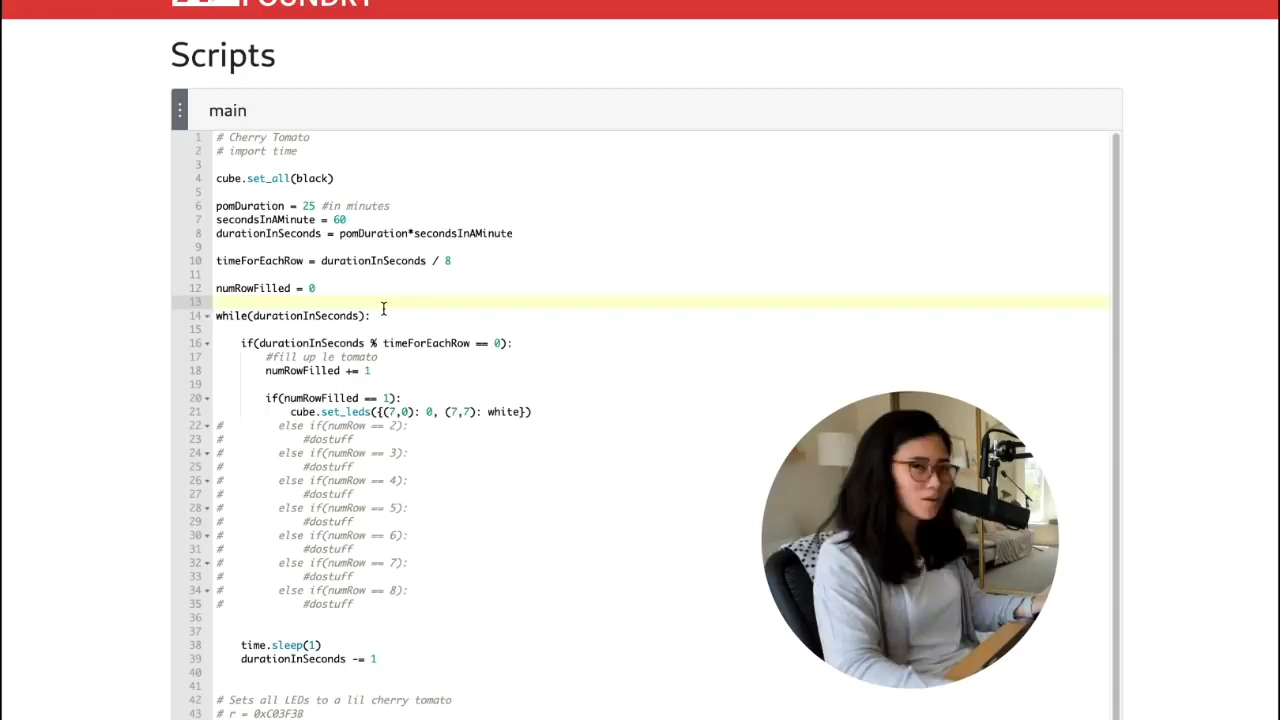 FOUNDRY
Scripts
main
1 # Cherry Tomato
2 # import time
3
4 cube.set_all(black)
5
6 pomDuration = 25 #in minutes
7 secondsInAMinute = 60
8 durationInSeconds = pomDuration*secondsInAMinute
9
10 timeForEachRow = durationInSeconds / 8
11
12 numRowFilled = 0
13
14 while(durationInSeconds):
15
16 if(durationInSeconds % timeForEachRow == 0):
17 #fill up le tomato
18 numRowFilled += 1
19
20 if(numRowFilled == 1):
21 cube.set_leds({(7,0): 0, (7,7): white})
22 # else if(numRow == 2):
23 # #dostuff
24 # else if(numRow == 3):
25 # #dostuff
26 # else if(numRow == 4):
27 # #dostuff
28 # else if(numRow == 5):
29 # #dostuff
30 # else if(numRow == 6):
31 # #dostuff
32 # else if(numRow == 7):
33 # #dostuff
34 # else if(numRow == 8):
35 # #dostuff
36
37
38 time.sleep(1)
39 durationInSeconds -= 1
40
41
42 # Sets all LEDs to a lil cherry tomato
43 # r = 0xC03F38